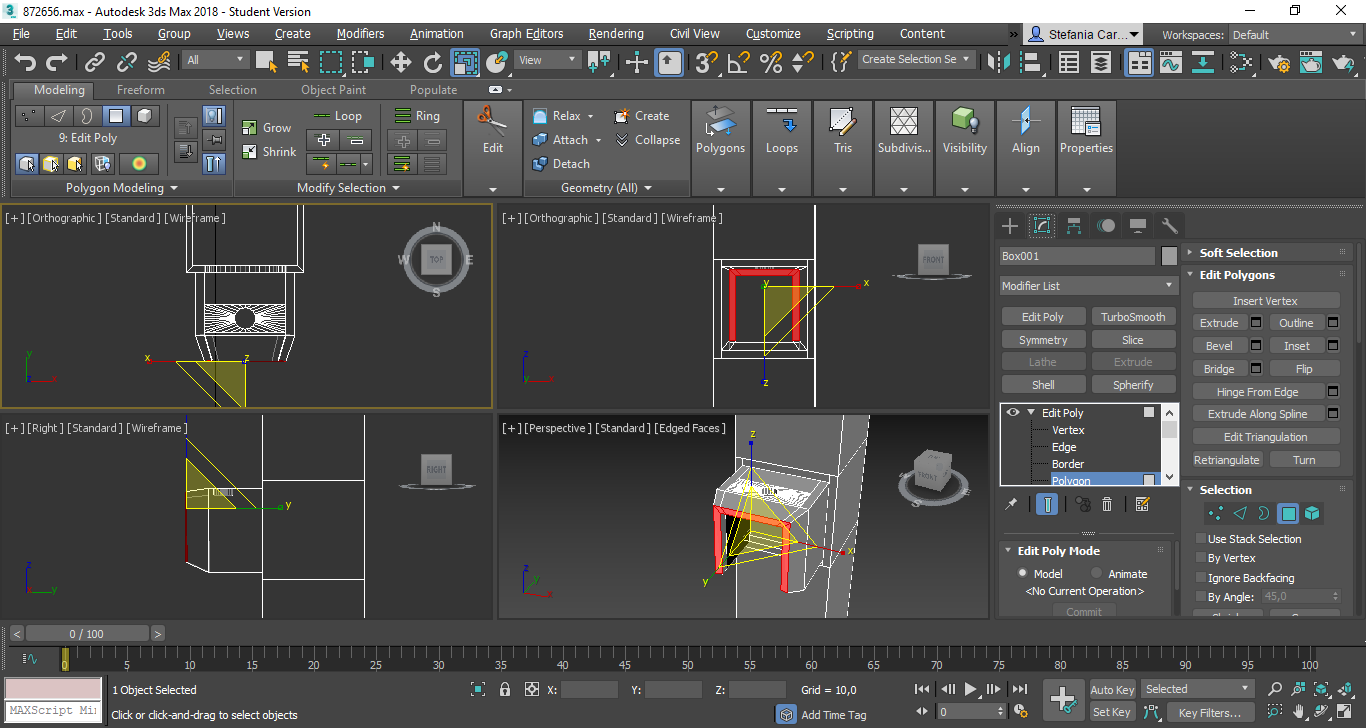 872656.max - Autodesk 3ds Max 2018 - Student Version
File Edit Tools Group Views Create Modifiers Animation Graph Editors Rendering Civil View Customize Scripting Content » Stefania Car... Workspaces: Default
All View Create Selection Se
Modeling Freeform Selection Object Paint Populate
9: Edit Poly
Polygon Modeling
Grow
Shrink
Loop
Ring
Modify Selection
Edit
Relax Create
Attach Collapse
Detach
Geometry (All)
Polygons Loops Tris Subdivis... Visibility Align Properties
[+] [Orthographic] [Standard] [Wireframe]
N
W TOP E
S
y
x
x z
[+] [Orthographic] [Standard] [Wireframe]
FRONT
y x
z
z
y x
[+] [Right] [Standard] [Wireframe]
RIGHT
y
z
y
[+] [Perspective] [Standard] [Edged Faces]
FRONT
z
x
y
z
y
x
Box001
Modifier List
Edit Poly TurboSmooth
Symmetry Slice
Lathe Extrude
Shell Spherify
Edit Poly
Vertex
Edge
Border
Polygon
Edit Poly Mode
Model Animate
<No Current Operation>
Commit
Soft Selection
Edit Polygons
Insert Vertex
Extrude Outline
Bevel Inset
Bridge Flip
Hinge From Edge
Extrude Along Spline
Edit Triangulation
Retriangulate Turn
Selection
Use Stack Selection
By Vertex
Ignore Backfacing
By Angle: 45,0
< 0 / 100 >
0 5 10 15 20 25 30 35 40 45 50 55 60 65 70 75 80 85 90 95 100
MAXScript Mi
1 Object Selected
Click or click-and-drag to select objects
X: Y: Z: Grid = 10,0
Add Time Tag
0
Auto Key Selected
Set Key Key Filters...